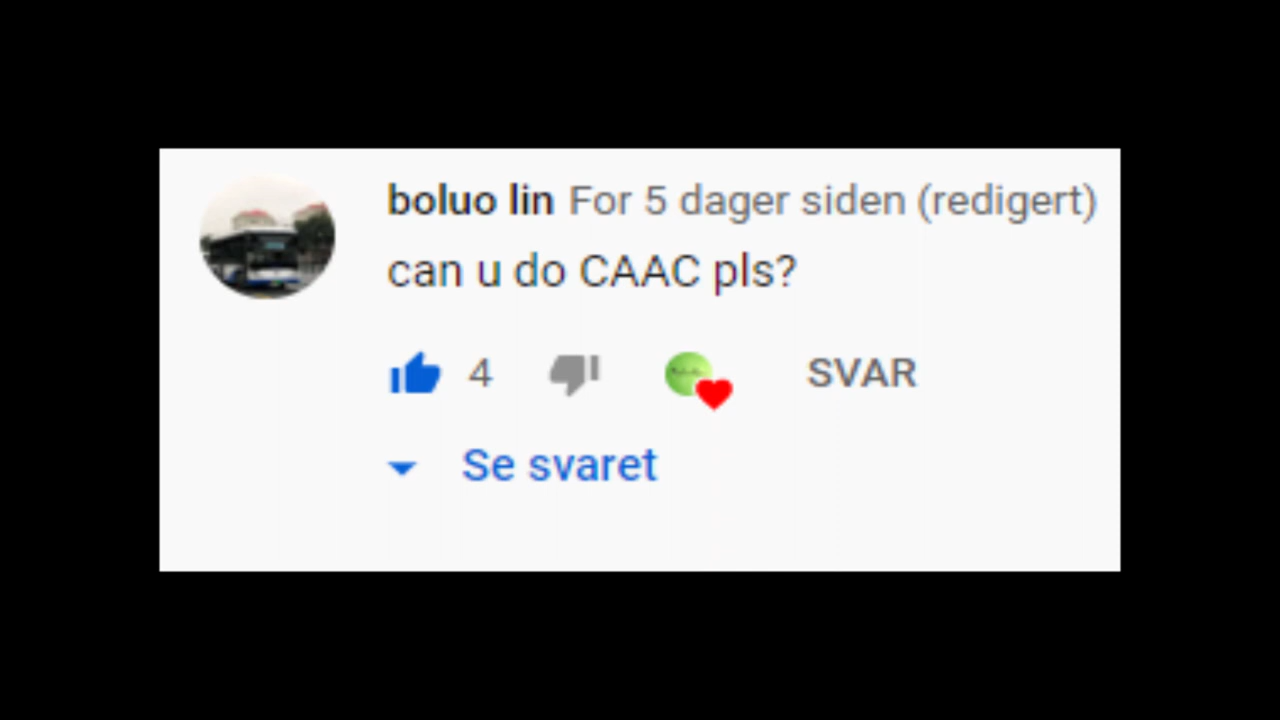 boluo lin For 5 dager siden (redigert)
can u do CAAC pls?
4 SVAR
Se svaret